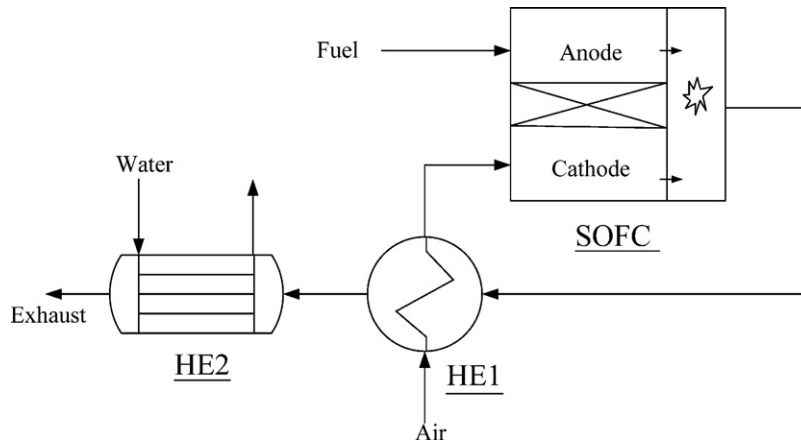 Fuel
Anode
Water
Cathode
SOFC
Exhaust
HE2
HE1
Air